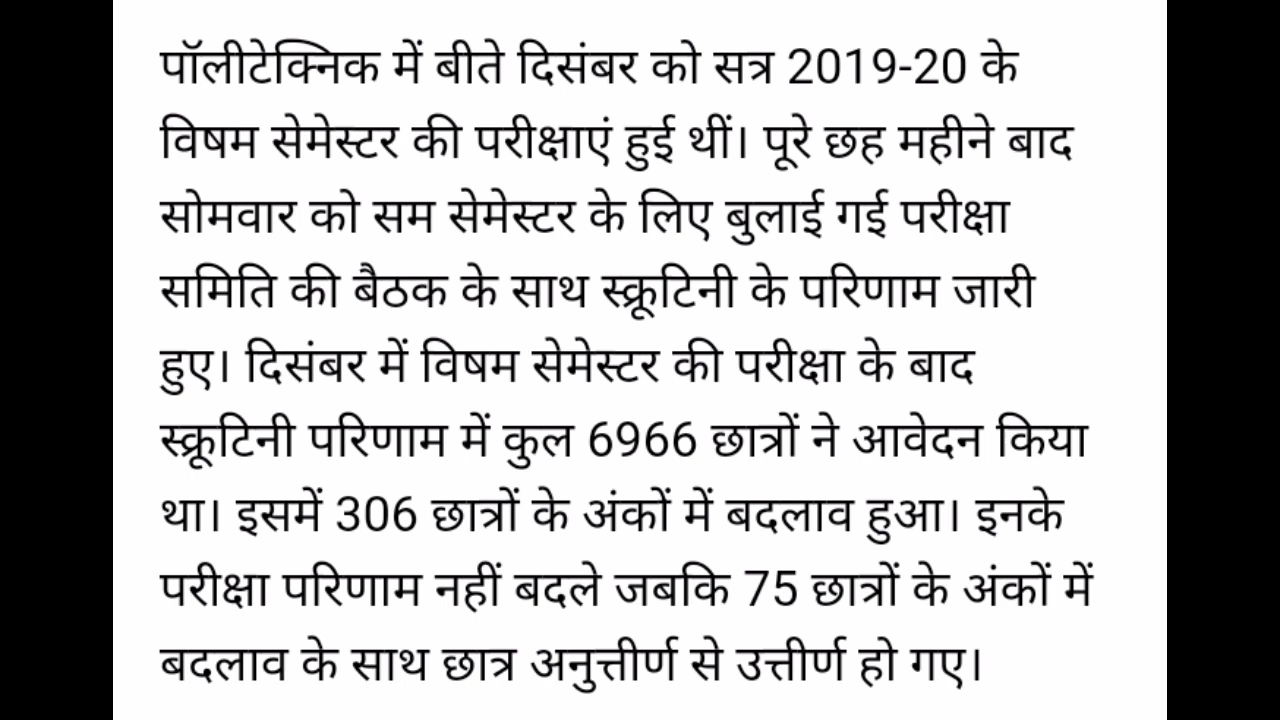 पॉलीटेक्निक में बीते दिसंबर को सत्र 2019-20 के
विषम सेमेस्टर की परीक्षाएं हुई थीं। पूरे छह महीने बाद
सोमवार को सम सेमेस्टर के लिए बुलाई गई परीक्षा
समिति की बैठक के साथ स्क्रूटिनी के परिणाम जारी
हुए। दिसंबर में विषम सेमेस्टर की परीक्षा के बाद
स्क्रूटिनी परिणाम में कुल 6966 छात्रों ने आवेदन किया
था। इसमें 306 छात्रों के अंकों में बदलाव हुआ। इनके
परीक्षा परिणाम नहीं बदले जबकि 75 छात्रों के अंकों में
बदलाव के साथ छात्र अनुत्तीर्ण से उत्तीर्ण हो गए।